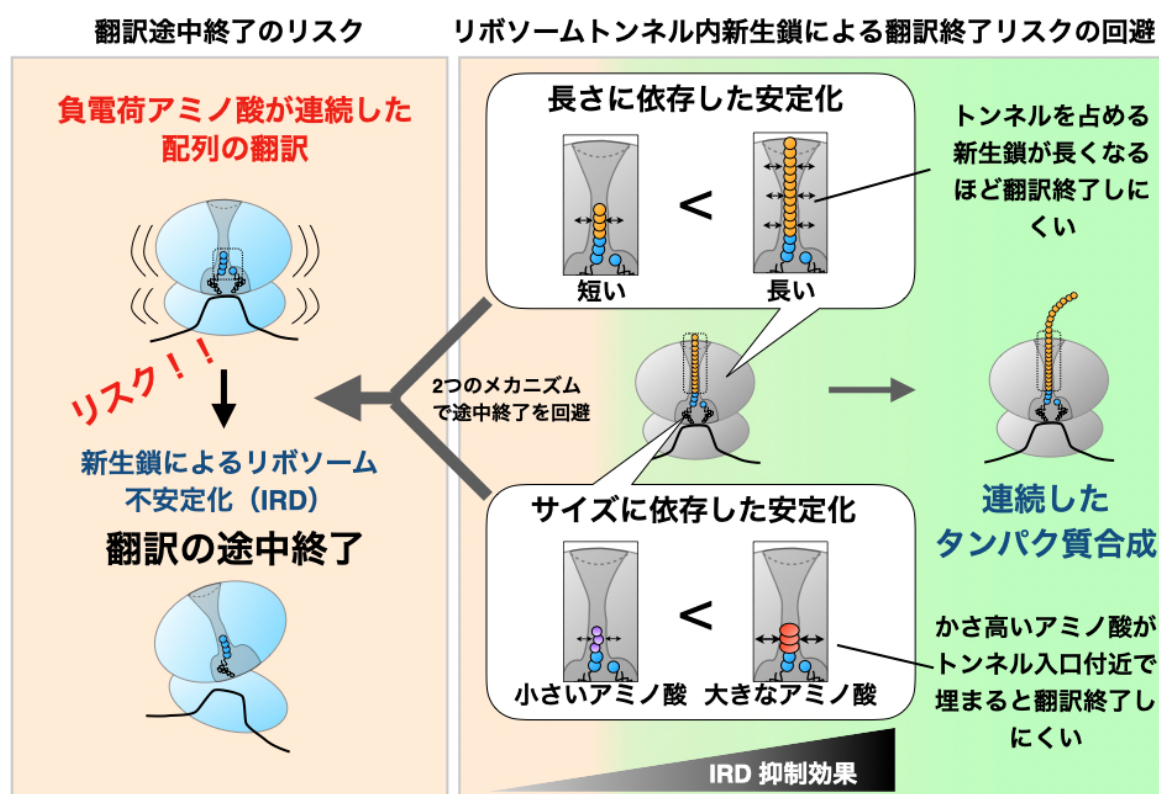 翻訳途中終了のリスク
負電荷アミノ酸が連続した
配列の翻訳
リスク！！
新生鎖によるリボソーム
不安定化（IRD）
翻訳の途中終了
リボソームトンネル内新生鎖による翻訳終了リスクの回避
長さに依存した安定化
<
短い
長い
トンネルを占める
新生鎖が長くなる
ほど翻訳終了しに
くい
2つのメカニズム
で途中終了を回避
連続した
タンパク質合成
サイズに依存した安定化
<
小さいアミノ酸
大きなアミノ酸
かさ高いアミノ酸が
トンネル入口付近で
埋まると翻訳終了し
にくい
IRD 抑制効果